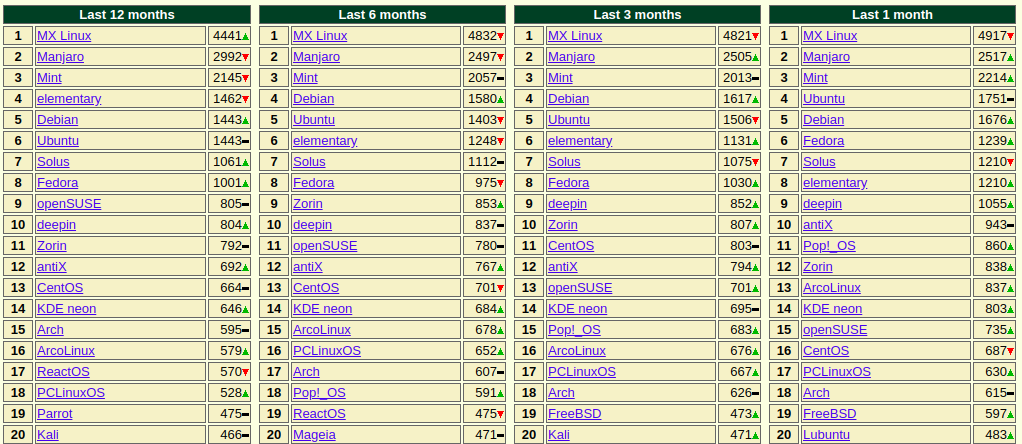 Last 12 months Last 6 months Last 3 months Last 1 month
1 MX Linux 4441 1 MX Linux 4832 1 MX Linux 4821 1 MX Linux 4917
2 Manjaro 2992 2 Manjaro 2497 2 Manjaro 2505 2 Manjaro 2517
3 Mint 2145 3 Mint 2057 3 Mint 2013 3 Mint 2214
4 elementary 1462 4 Debian 1580 4 Debian 1617 4 Ubuntu 1751
5 Debian 1443 5 Ubuntu 1403 5 Ubuntu 1506 5 Debian 1676
6 Ubuntu 1443 6 elementary 1248 6 elementary 1131 6 Fedora 1239
7 Solus 1061 7 Solus 1112 7 Solus 1075 7 Solus 1210
8 Fedora 1001 8 Fedora 975 8 Fedora 1030 8 elementary 1210
9 openSUSE 805 9 Zorin 853 9 deepin 852 9 deepin 1055
10 deepin 804 10 deepin 837 10 Zorin 807 10 antiX 943
11 Zorin 792 11 openSUSE 780 11 CentOS 803 11 Pop!_OS 860
12 antiX 692 12 antiX 767 12 antiX 794 12 Zorin 838
13 CentOS 664 13 CentOS 701 13 openSUSE 701 13 ArcoLinux 837
14 KDE neon 646 14 KDE neon 684 14 KDE neon 695 14 KDE neon 803
15 Arch 595 15 ArcoLinux 678 15 Pop!_OS 683 15 openSUSE 735
16 ArcoLinux 579 16 PCLinuxOS 652 16 ArcoLinux 676 16 CentOS 687
17 ReactOS 570 17 Arch 607 17 PCLinuxOS 667 17 PCLinuxOS 630
18 PCLinuxOS 528 18 Pop!_OS 591 18 Arch 626 18 Arch 615
19 Parrot 475 19 ReactOS 475 19 FreeBSD 473 19 FreeBSD 597
20 Kali 466 20 Mageia 471 20 Kali 471 20 Lubuntu 483